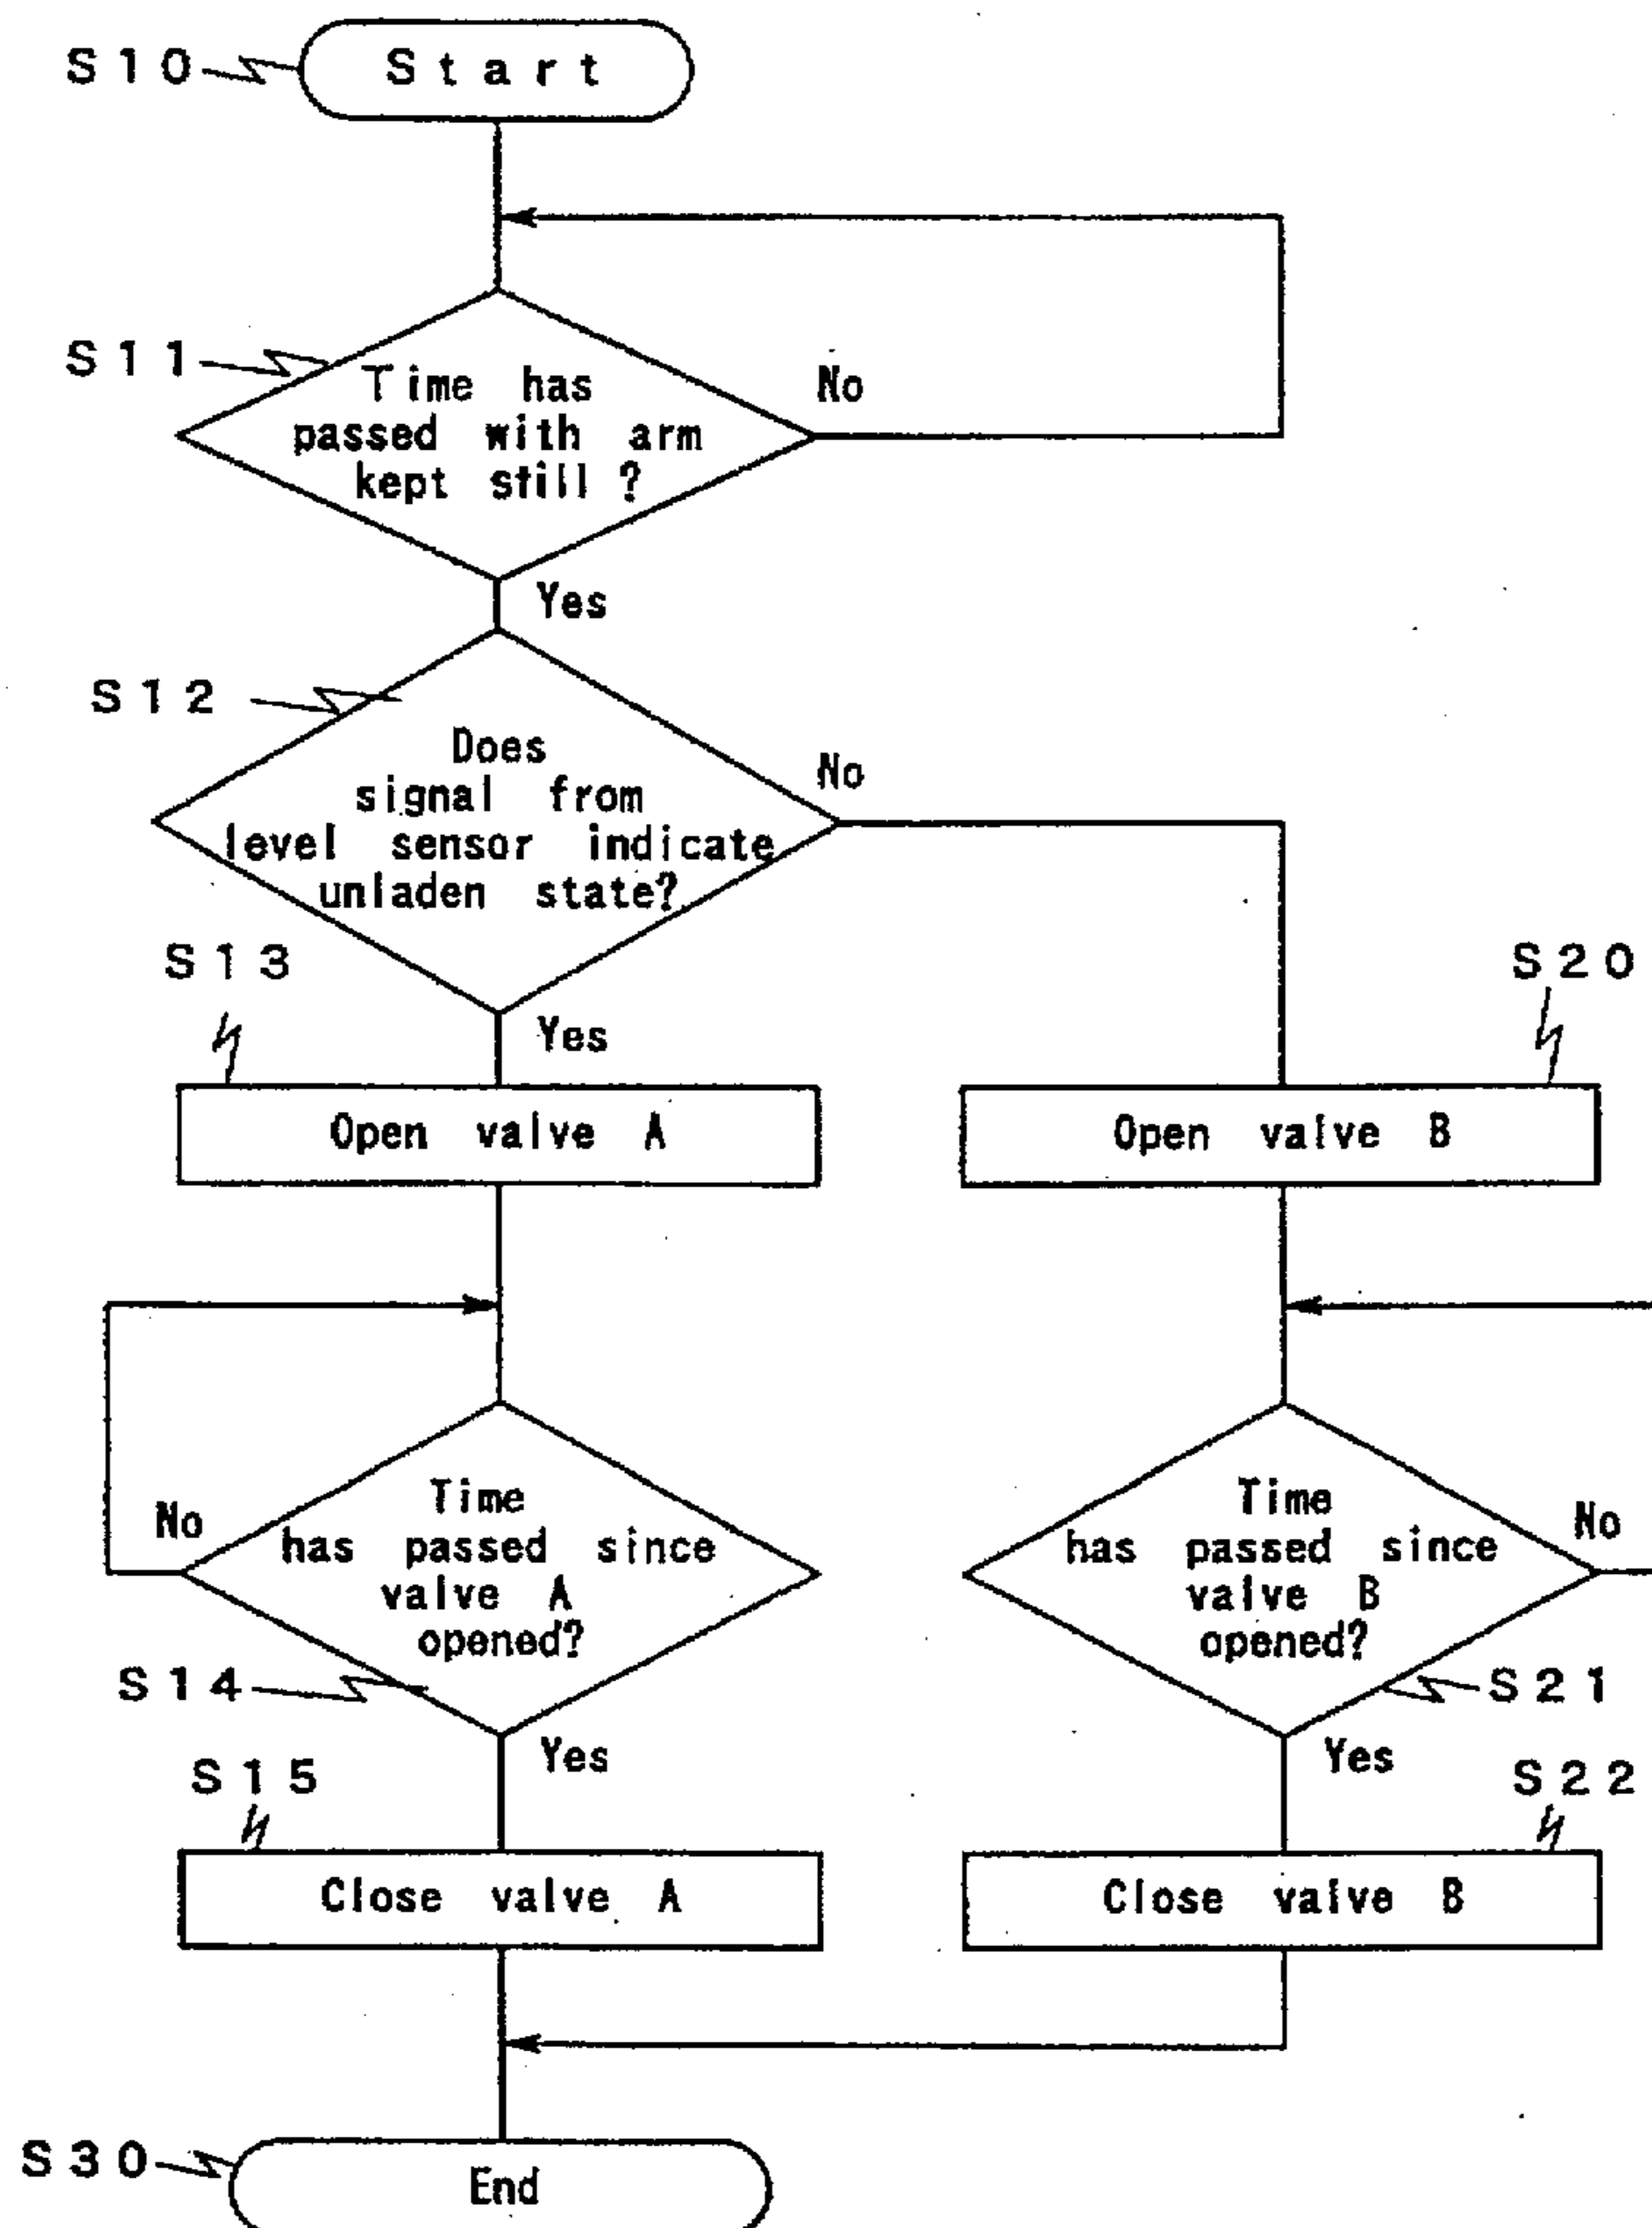 S10
Start
S11
Time has
passed with arm
kept still?
No
Yes
S12
Does
signal from
level sensor indicate
unladen state?
No
Yes
S13
Open valve A
S20
Open valve B
Time
has passed since
valve A
opened?
No
S14
Yes
Time
has passed since
valve B
opened?
No
S21
Yes
S15
Close valve A
S22
Close valve B
S30
End